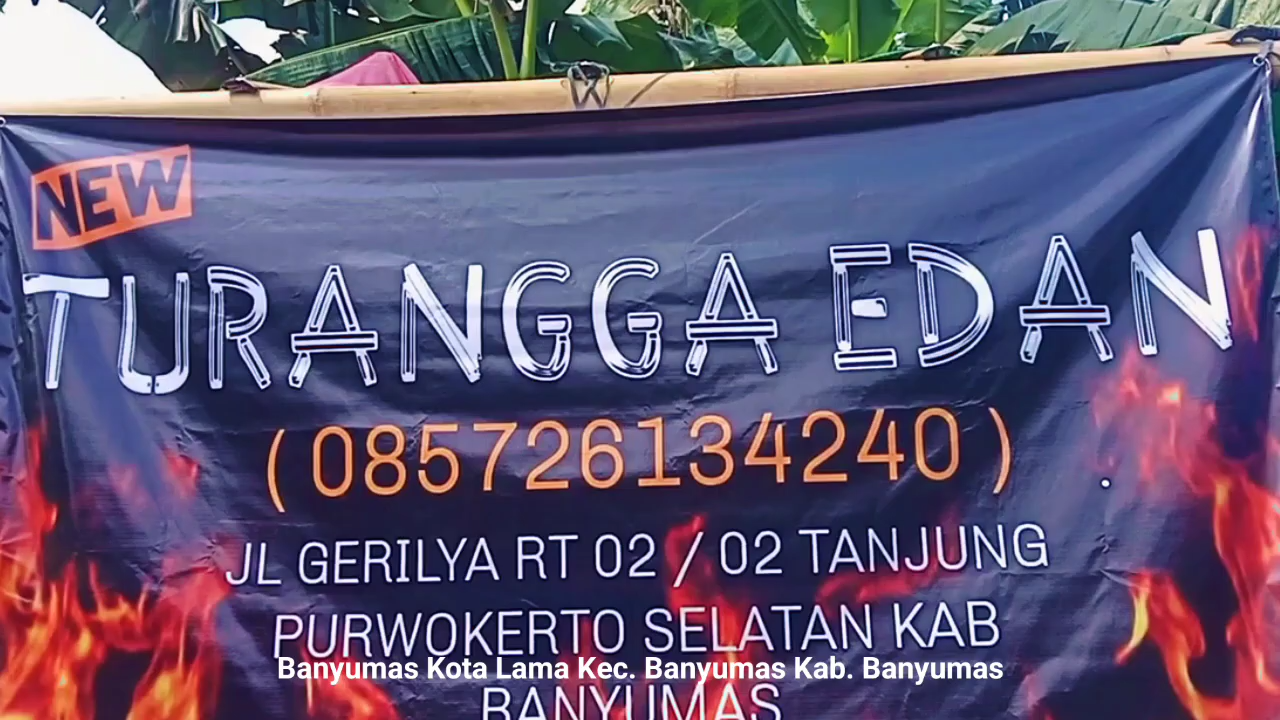 NEW
TURANGGA EDAN
( 085726134240 )
JL GERILYA RT 02 / 02 TANJUNG
PURWOKERTO SELATAN KAB
Banyumas Kota Lama Kec. Banyumas Kab. Banyumas
BANYUMAS